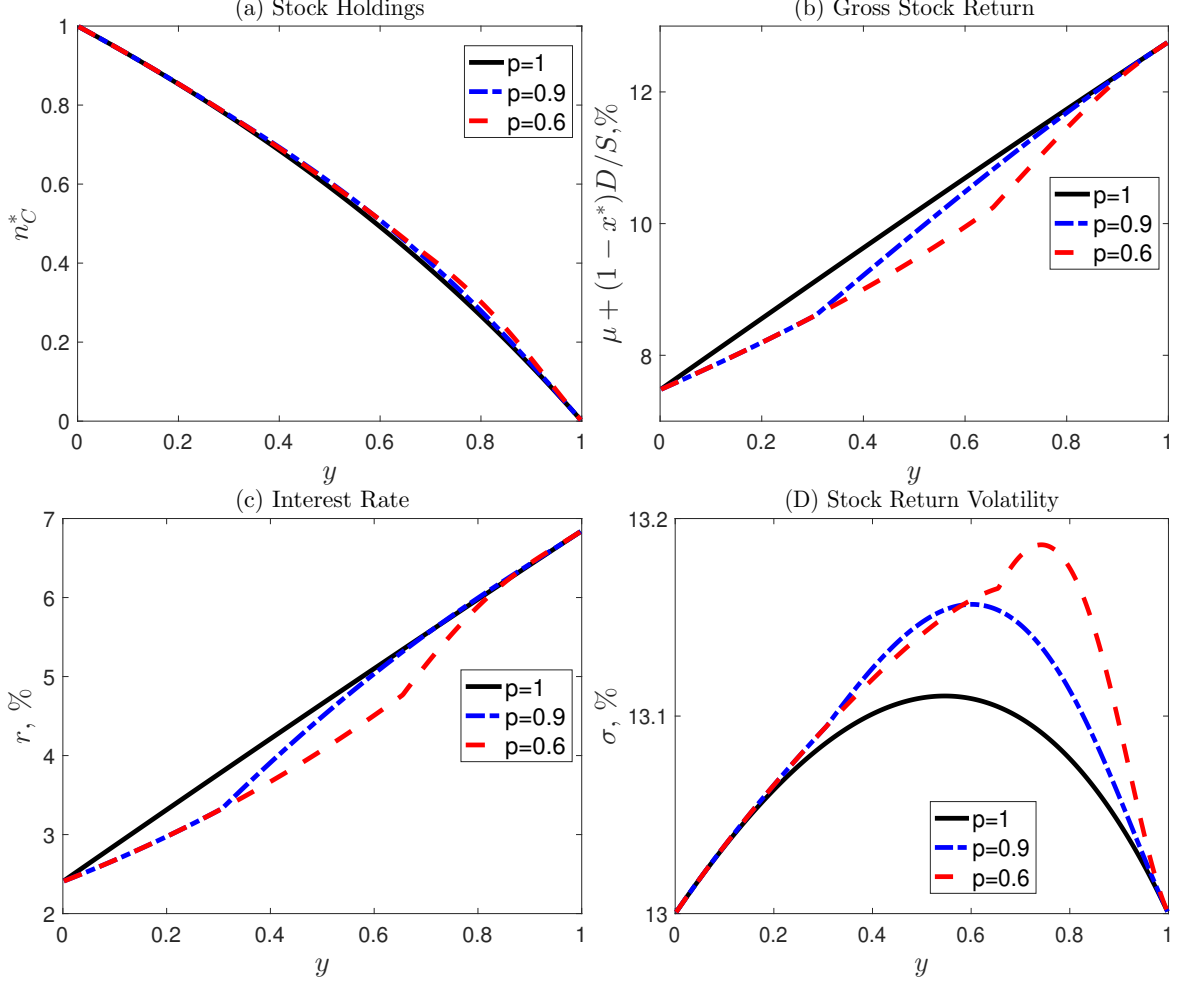 (a) Stock Holdings
1
0.8
0.6
0.4
0.2
0
n*_C
p=1
p=0.9
p=0.6
0 0.2 0.4 0.6 0.8 1
y
(b) Gross Stock Return
12
10
8
μ + (1 − x*)D/S,%
p=1
p=0.9
p=0.6
0 0.2 0.4 0.6 0.8 1
y
(c) Interest Rate
7
6
5
4
3
2
r, %
p=1
p=0.9
p=0.6
0 0.2 0.4 0.6 0.8 1
y
(D) Stock Return Volatility
13.2
13.1
13
σ, %
p=1
p=0.9
p=0.6
0 0.2 0.4 0.6 0.8 1
y